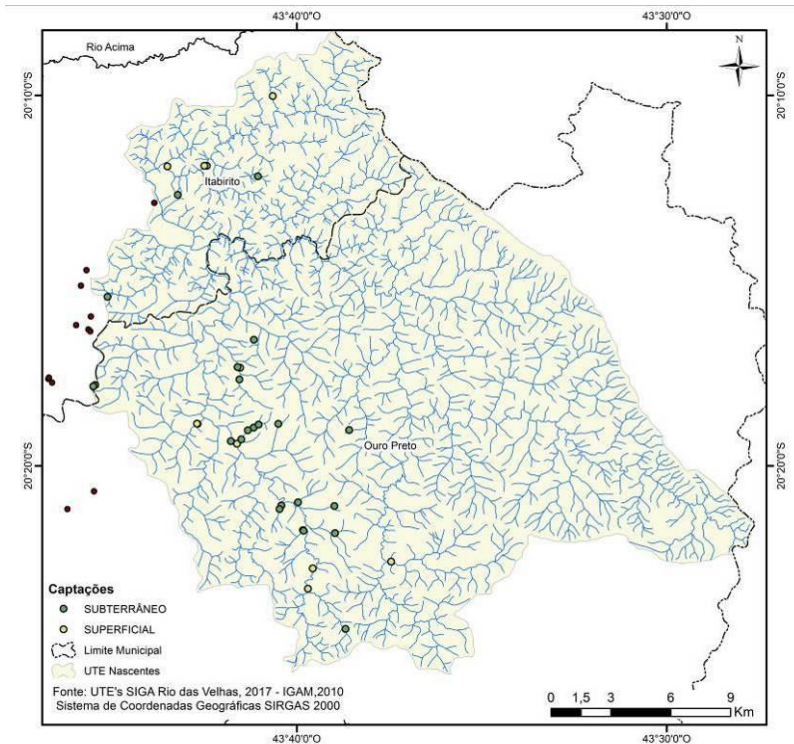 43°40'0"O
43°30'0"O
Rio Acima
N
20°10'0"S
20°10'0"S
Itabirito
Ouro Preto
20°20'0"S
20°20'0"S
Captações
SUBTERRÂNEO
SUPERFICIAL
Limite Municipal
UTE Nascentes
Fonte: UTE's SIGA Rio das Velhas, 2017 - IGAM,2010
Sistema de Coordenadas Geográficas SIRGAS 2000
0 1,5 3 6 9
Km
43°40'0"O
43°30'0"O